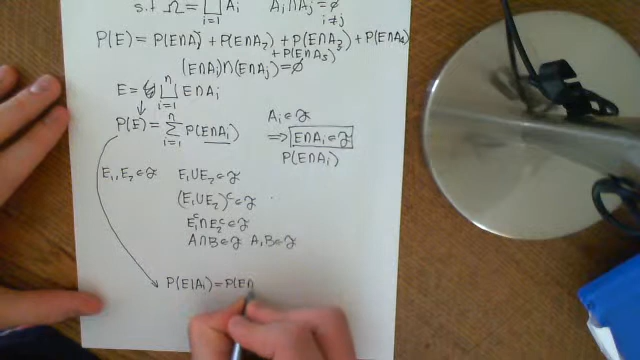 s.t Ω = ⨆ᵢ₌₁ Aᵢ Aᵢ∩Aⱼ = ∅ i≠j
P(E) = P(E∩A₁) + P(E∩A₂) + P(E∩A₃) + P(E∩A₄)
+ P(E∩A₅)
(E∩Aᵢ)∩(E∩Aⱼ) = ∅
E = ⨆ᵢ₌₁ⁿ E∩Aᵢ
P(E) = Σᵢ₌₁ⁿ P(E∩Aᵢ)
Aᵢ ∈ ℱ
⇒ E∩Aᵢ ∈ ℱ
P(E∩Aᵢ)
E₁, E₂ ∈ ℱ E₁∪E₂ ∈ ℱ
(E₁∪E₂)ᶜ ∈ ℱ
E₁ᶜ∩E₂ᶜ ∈ ℱ
A∩B ∈ ℱ A,B ∈ ℱ
P(E|Aᵢ) = P(E∩